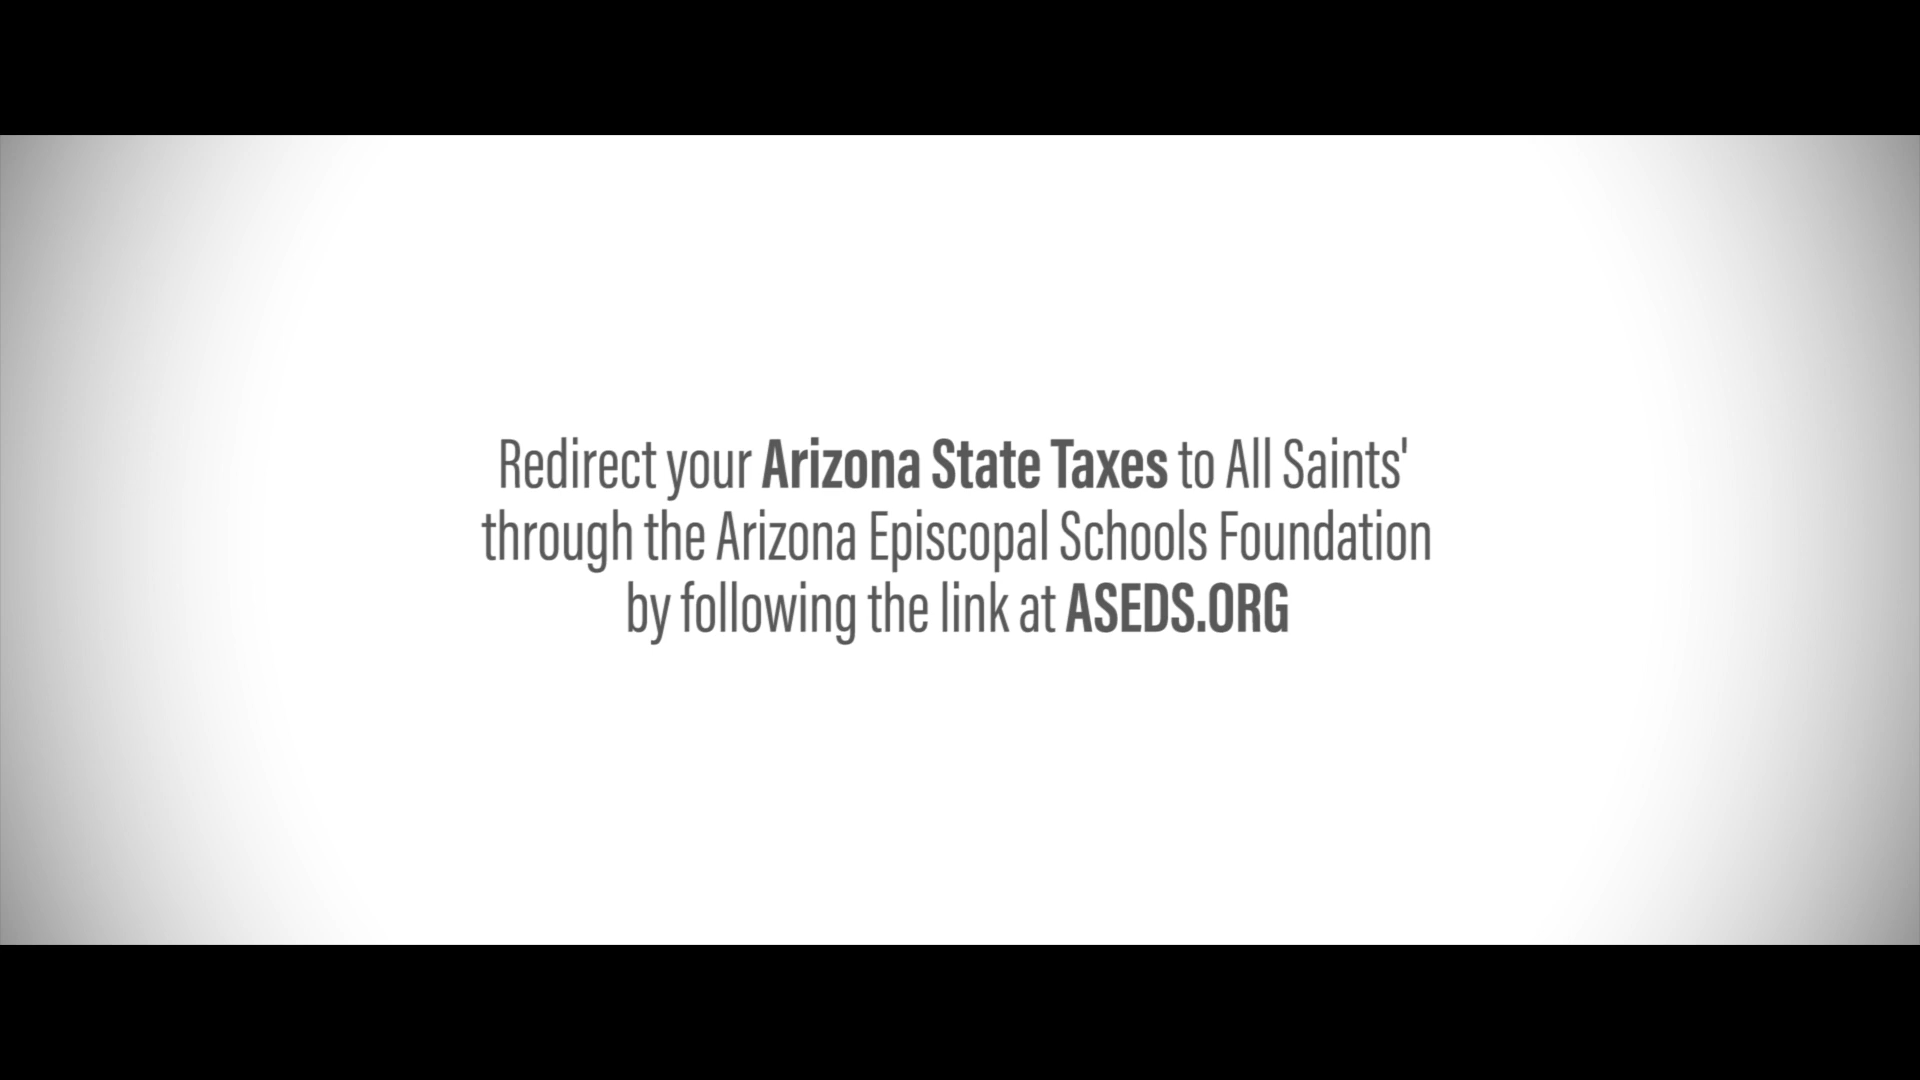 Redirect your Arizona State Taxes to All Saints'
through the Arizona Episcopal Schools Foundation
by following the link at ASEDS.ORG